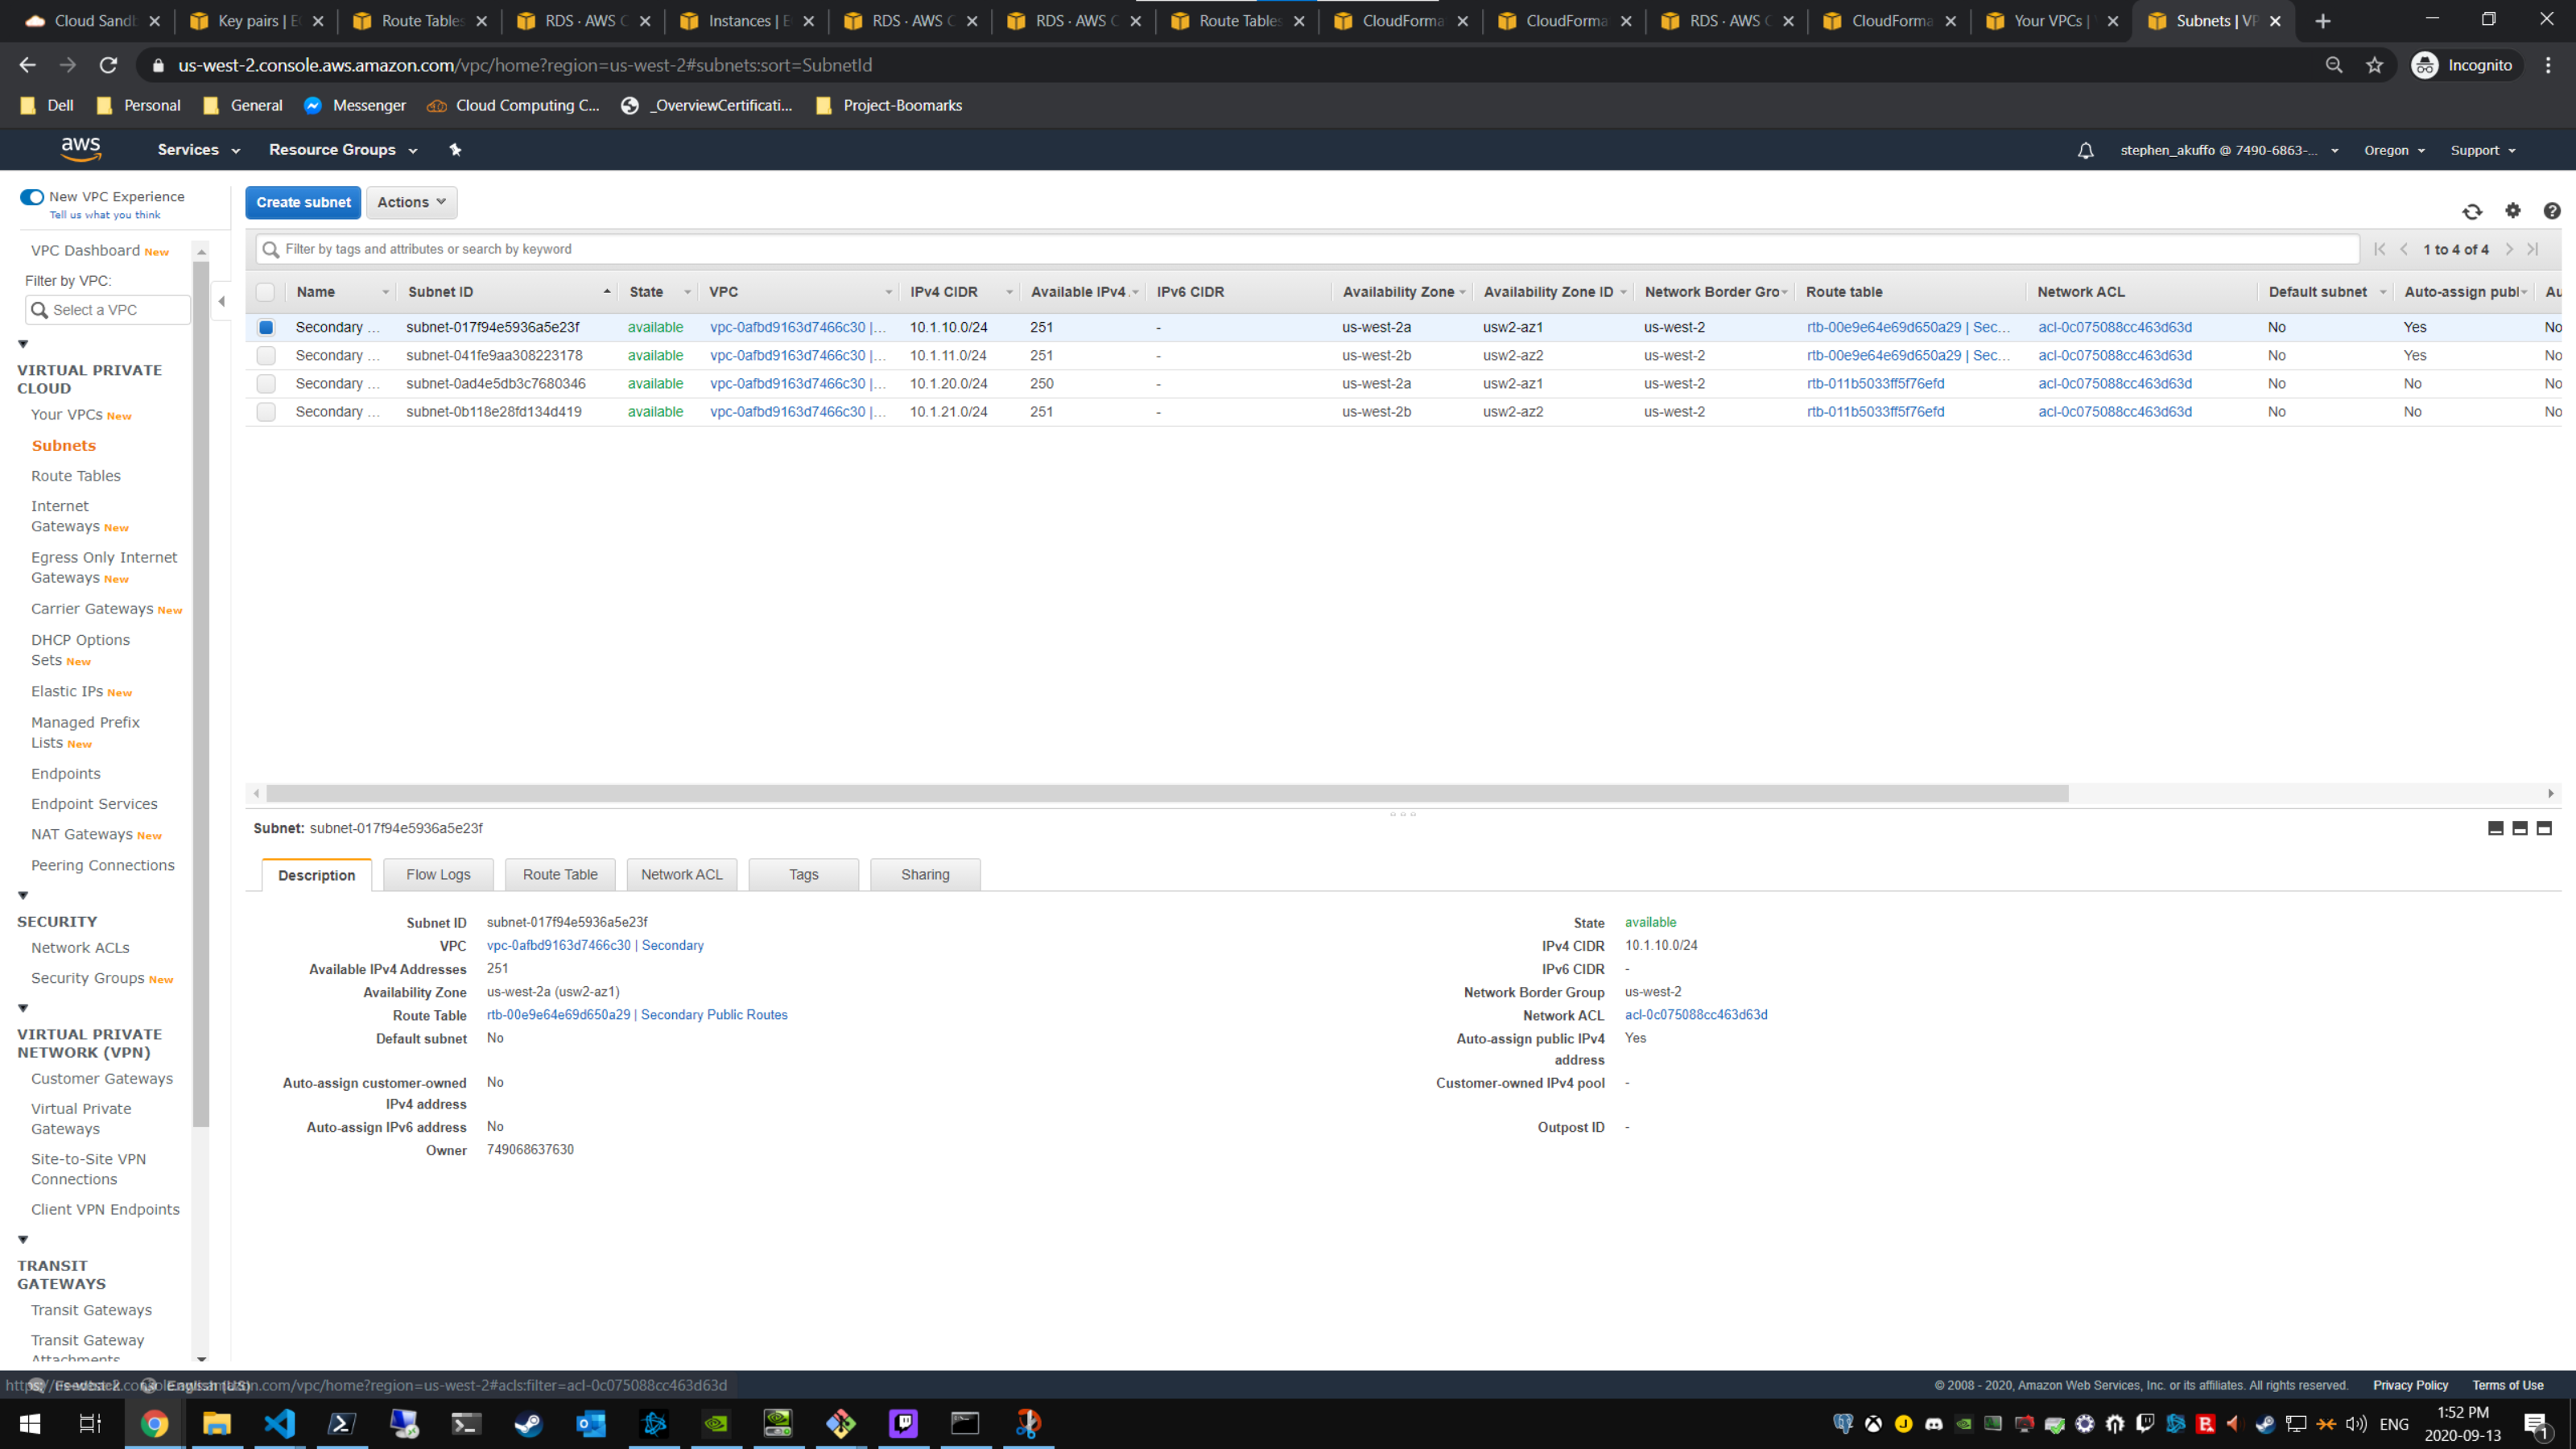 Cloud Sandb
Key pairs | E
Route Tables
RDS · AWS C
Instances | E
RDS · AWS C
RDS · AWS C
Route Tables
CloudForma
CloudForma
RDS · AWS C
CloudForma
Your VPCs |
Subnets | VP
us-west-2.console.aws.amazon.com/vpc/home?region=us-west-2#subnets:sort=SubnetId
Incognito
Dell Personal General Messenger Cloud Computing C... _OverviewCertificati... Project-Boomarks
aws Services Resource Groups stephen_akuffo @ 7490-6863-... Oregon Support
New VPC Experience
Tell us what you think
VPC Dashboard New
Filter by VPC:
Select a VPC
VIRTUAL PRIVATE
CLOUD
Your VPCs New
Subnets
Route Tables
Internet
Gateways New
Egress Only Internet
Gateways New
Carrier Gateways New
DHCP Options
Sets New
Elastic IPs New
Managed Prefix
Lists New
Endpoints
Endpoint Services
NAT Gateways New
Peering Connections
SECURITY
Network ACLs
Security Groups New
VIRTUAL PRIVATE
NETWORK (VPN)
Customer Gateways
Virtual Private
Gateways
Site-to-Site VPN
Connections
Client VPN Endpoints
TRANSIT
GATEWAYS
Transit Gateways
Transit Gateway
Attachments
Create subnet Actions
Filter by tags and attributes or search by keyword 1 to 4 of 4
Name Subnet ID State VPC IPv4 CIDR Available IPv4 IPv6 CIDR Availability Zone Availability Zone ID Network Border Gro Route table Network ACL Default subnet Auto-assign publ Au
Secondary ... subnet-017f94e5936a5e23f available vpc-0afbd9163d7466c30 |... 10.1.10.0/24 251 - us-west-2a usw2-az1 us-west-2 rtb-00e9e64e69d650a29 | Sec... acl-0c075088cc463d63d No Yes No
Secondary ... subnet-041fe9aa308223178 available vpc-0afbd9163d7466c30 |... 10.1.11.0/24 251 - us-west-2b usw2-az2 us-west-2 rtb-00e9e64e69d650a29 | Sec... acl-0c075088cc463d63d No Yes No
Secondary ... subnet-0ad4e5db3c7680346 available vpc-0afbd9163d7466c30 |... 10.1.20.0/24 250 - us-west-2a usw2-az1 us-west-2 rtb-011b5033ff5f76efd acl-0c075088cc463d63d No No No
Secondary ... subnet-0b118e28fd134d419 available vpc-0afbd9163d7466c30 |... 10.1.21.0/24 251 - us-west-2b usw2-az2 us-west-2 rtb-011b5033ff5f76efd acl-0c075088cc463d63d No No No
Subnet: subnet-017f94e5936a5e23f
Description Flow Logs Route Table Network ACL Tags Sharing
Subnet ID subnet-017f94e5936a5e23f State available
VPC vpc-0afbd9163d7466c30 | Secondary IPv4 CIDR 10.1.10.0/24
Available IPv4 Addresses 251 IPv6 CIDR -
Availability Zone us-west-2a (usw2-az1) Network Border Group us-west-2
Route Table rtb-00e9e64e69d650a29 | Secondary Public Routes Network ACL acl-0c075088cc463d63d
Default subnet No Auto-assign public IPv4 Yes
address
Auto-assign customer-owned No Customer-owned IPv4 pool -
IPv4 address
Auto-assign IPv6 address No Outpost ID -
Owner 749068637630
https://us-west-2.console.aws.amazon.com/vpc/home?region=us-west-2#acls:filter=acl-0c075088cc463d63d
Feedback English (US)
© 2008 - 2020, Amazon Web Services, Inc. or its affiliates. All rights reserved. Privacy Policy Terms of Use
ENG
1:52 PM
2020-09-13
1